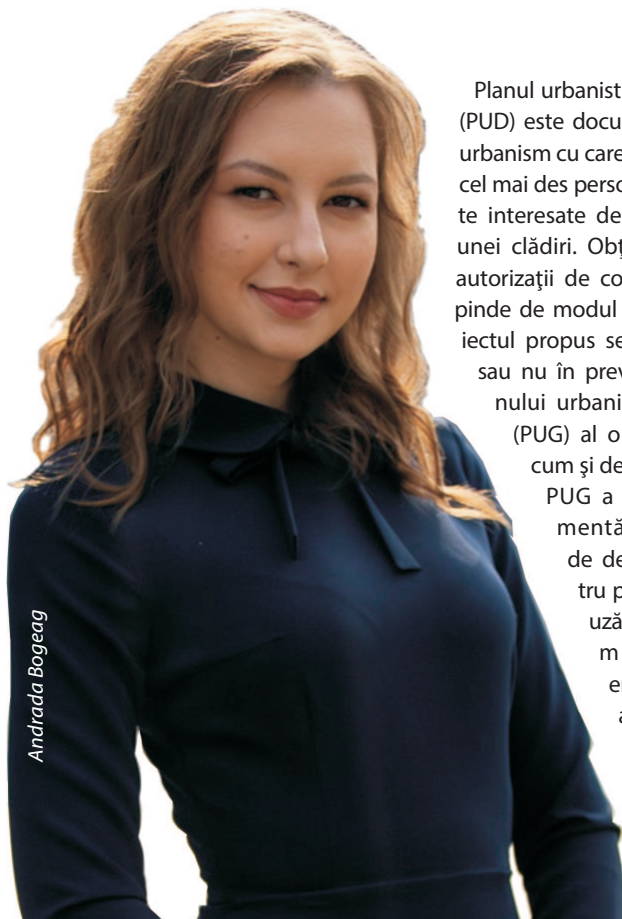 Planul urbanist
(PUD) este docu
urbanism cu care
cel mai des perso
te interesate de
unei clădiri. Obţ
autorizaţii de co
pinde de modul
iectul propus se
sau nu în prev
nului urbani
(PUG) al o
cum şi de
PUG a
mentă
de de
tru p
uză
m
e
a
Andrada Bogeag